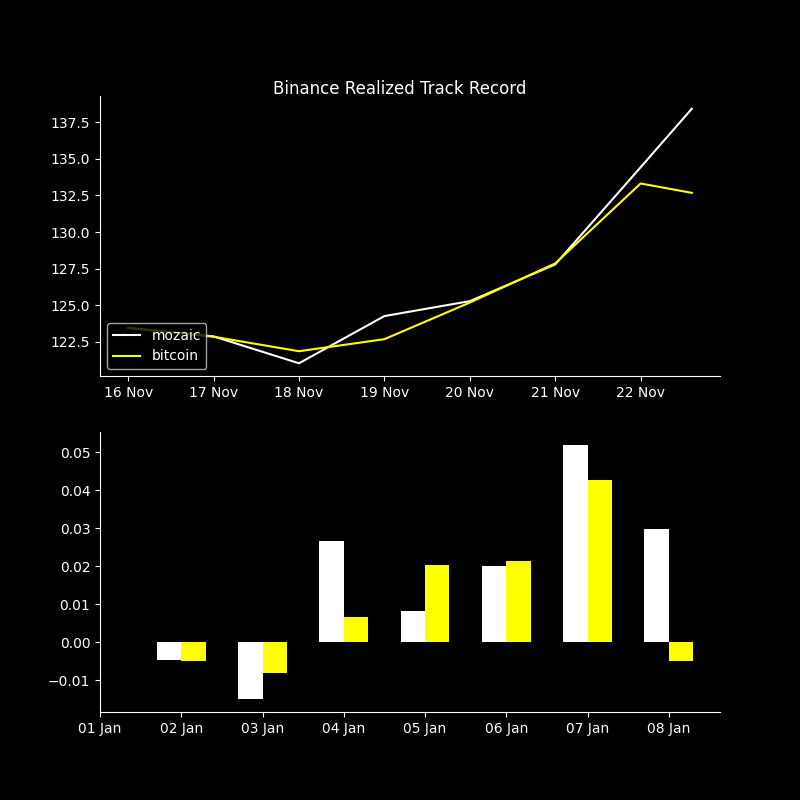 Binance Realized Track Record
137.5
135.0
132.5
130.0
127.5
125.0
122.5
mozaic
bitcoin
16 Nov 17 Nov 18 Nov 19 Nov 20 Nov 21 Nov 22 Nov
0.05
0.04
0.03
0.02
0.01
0.00
−0.01
01 Jan 02 Jan 03 Jan 04 Jan 05 Jan 06 Jan 07 Jan 08 Jan